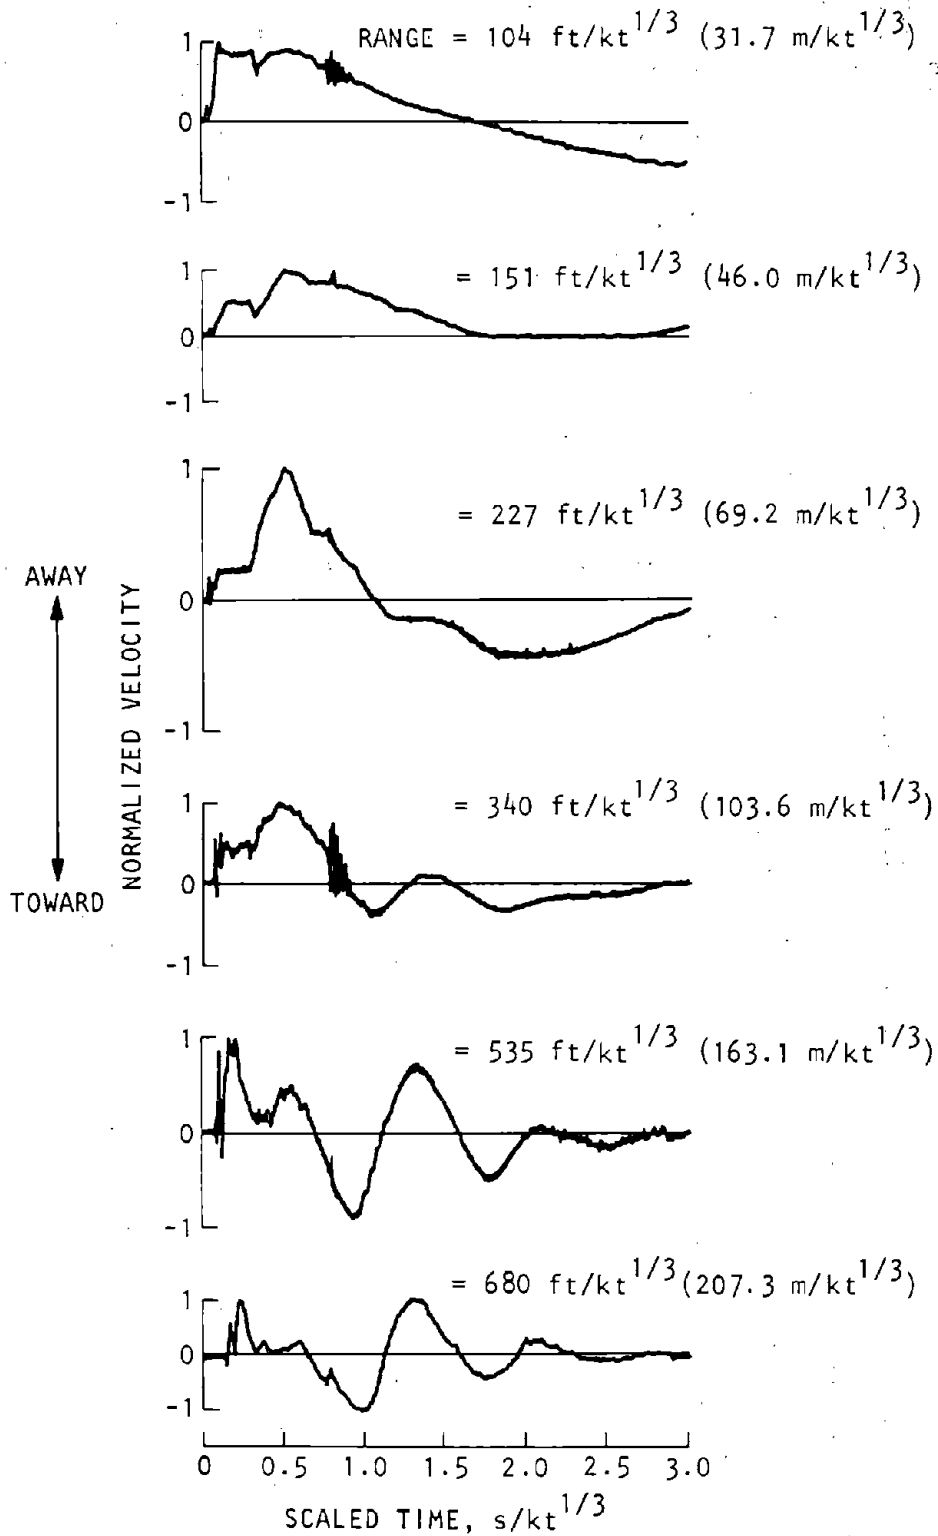 RANGE = 104 ft/kt^1/3 (31.7 m/kt^1/3)
1
0
-1
= 151 ft/kt^1/3 (46.0 m/kt^1/3)
1
0
-1
= 227 ft/kt^1/3 (69.2 m/kt^1/3)
1
0
-1
AWAY
TOWARD
NORMALIZED VELOCITY
= 340 ft/kt^1/3 (103.6 m/kt^1/3)
1
0
-1
= 535 ft/kt^1/3 (163.1 m/kt^1/3)
1
0
-1
= 680 ft/kt^1/3 (207.3 m/kt^1/3)
1
0
-1
0 0.5 1.0 1.5 2.0 2.5 3.0
SCALED TIME, s/kt^1/3